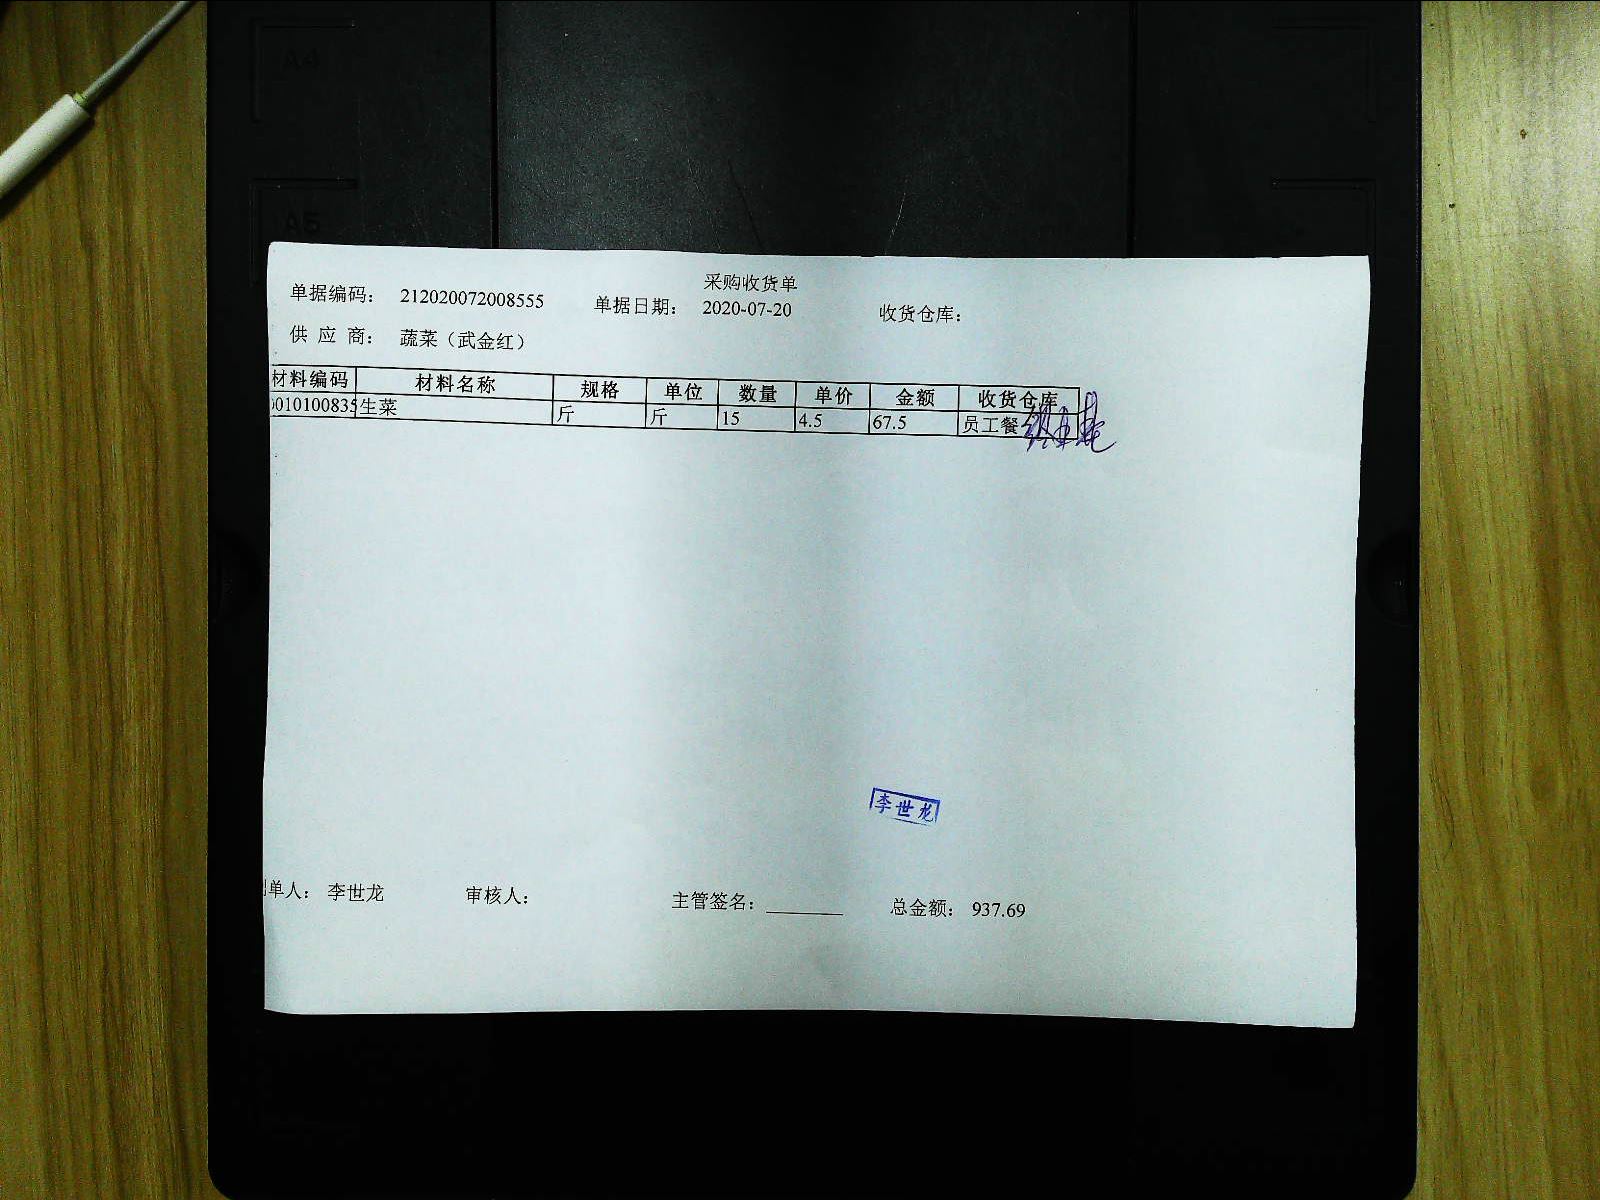 A4
A5
采购收货单
单据编码： 212020072008555 单据日期： 2020-07-20 收货仓库：
供 应 商： 蔬菜（武金红）
材料编码 材料名称 规格 单位 数量 单价 金额 收货仓库
010100835 生菜 斤 斤 15 4.5 67.5 员工餐
李世龙
单人： 李世龙 审核人： 主管签名： 总金额： 937.69